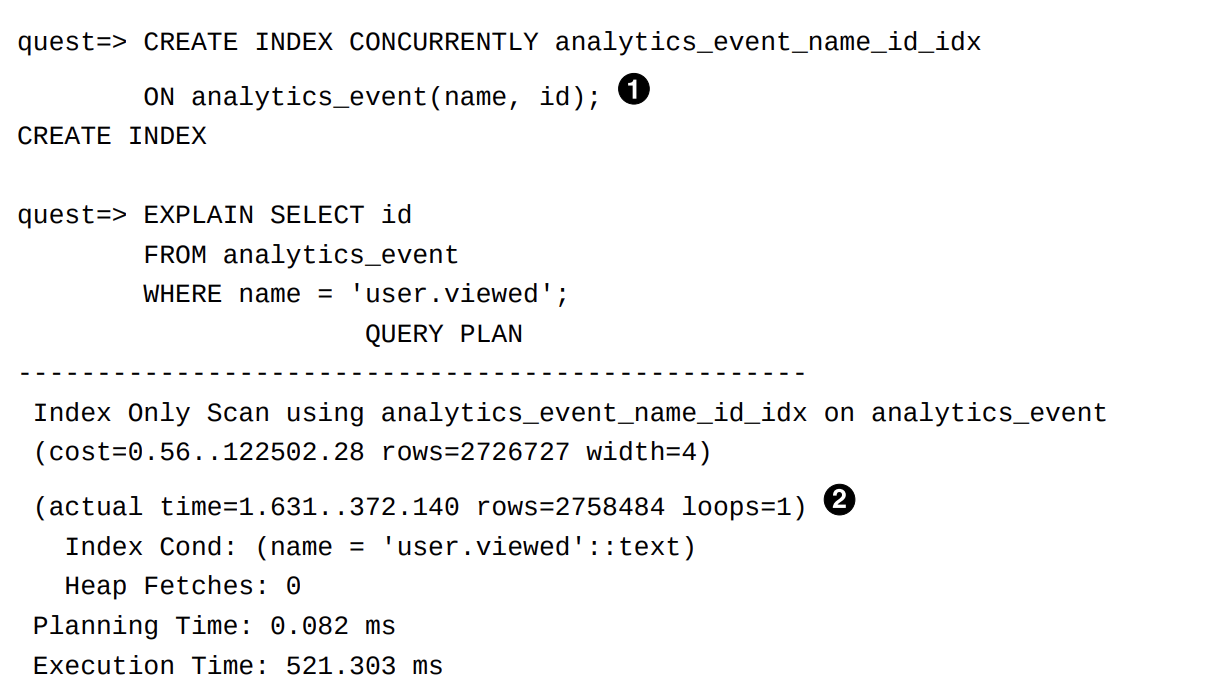 quest=> CREATE INDEX CONCURRENTLY analytics_event_name_id_idx
        ON analytics_event(name, id); ❶
CREATE INDEX

quest=> EXPLAIN SELECT id
        FROM analytics_event
        WHERE name = 'user.viewed';
                      QUERY PLAN
--------------------------------------------------
 Index Only Scan using analytics_event_name_id_idx on analytics_event
 (cost=0.56..122502.28 rows=2726727 width=4)
 (actual time=1.631..372.140 rows=2758484 loops=1) ❷
   Index Cond: (name = 'user.viewed'::text)
   Heap Fetches: 0
 Planning Time: 0.082 ms
 Execution Time: 521.303 ms